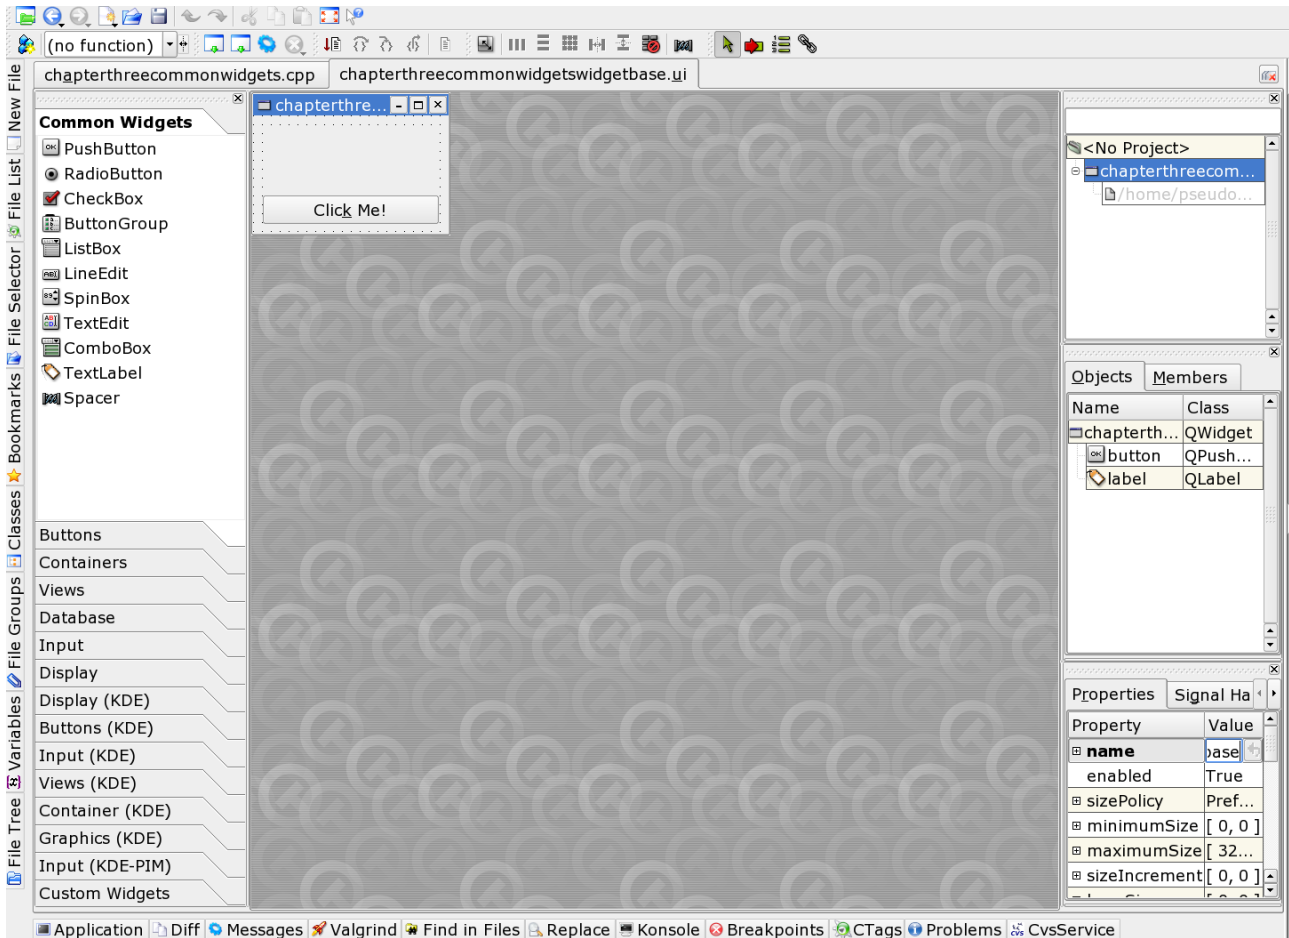 (no function)
chapterthreecommonwidgets.cpp
chapterthreecommonwidgetswidgetbase.ui
New File
File List
File Selector
Bookmarks
Classes
File Groups
Variables
File Tree
Common Widgets
PushButton
RadioButton
CheckBox
ButtonGroup
ListBox
LineEdit
SpinBox
TextEdit
ComboBox
TextLabel
Spacer
Buttons
Containers
Views
Database
Input
Display
Display (KDE)
Buttons (KDE)
Input (KDE)
Views (KDE)
Container (KDE)
Graphics (KDE)
Input (KDE-PIM)
Custom Widgets
chapterthre...
Click Me!
<No Project>
chapterthreecom...
/home/pseudo...
Objects Members
Name Class
chapterth... QWidget
button QPush...
label QLabel
Properties Signal Ha
Property Value
name base
enabled True
sizePolicy Pref...
minimumSize [ 0, 0 ]
maximumSize [ 32...
sizeIncrement [ 0, 0 ]
Application Diff Messages Valgrind Find in Files Replace Konsole Breakpoints CTags Problems CvsService